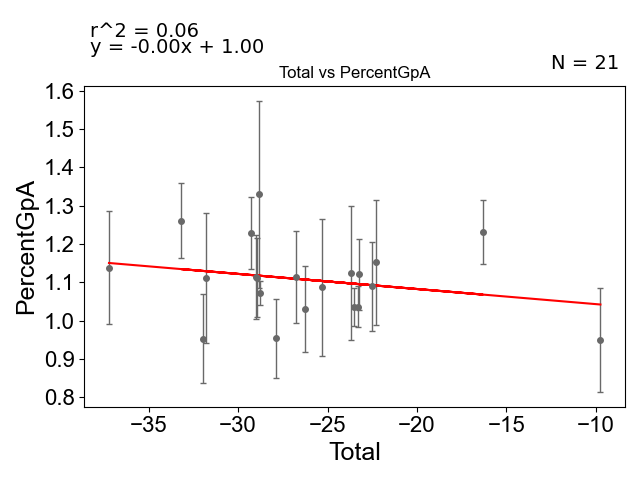 r^2 = 0.06
y = -0.00x + 1.00
N = 21
Total vs PercentGpA
PercentGpA
1.6
1.5
1.4
1.3
1.2
1.1
1.0
0.9
0.8
−35
−30
−25
−20
−15
−10
Total